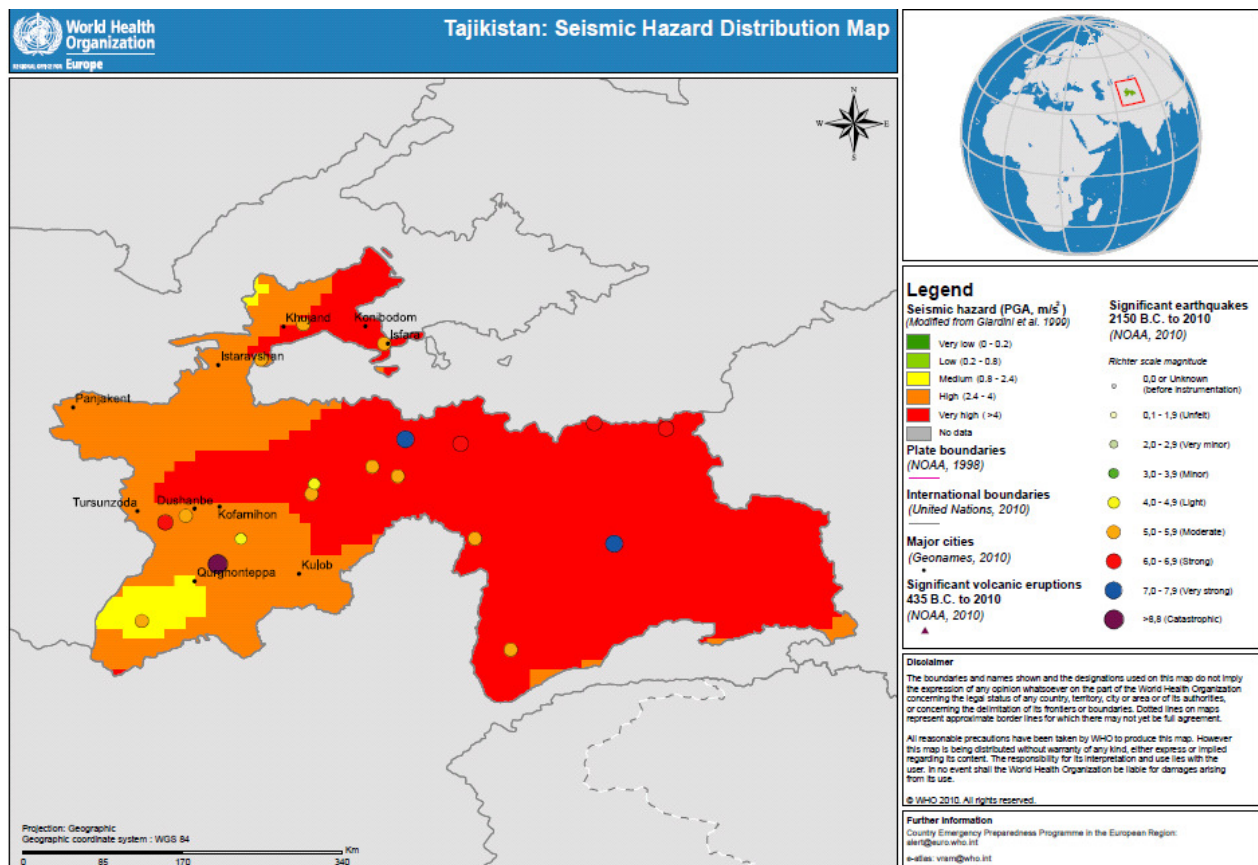 World Health
Organization
REGIONAL OFFICE FOR Europe
Tajikistan: Seismic Hazard Distribution Map
N
W E
S
Khujand
Konibodom
Isfara
Istaravshan
Panjakent
Tursunzoda
Dushanbe
Kofarnihon
Qurghonteppa
Kulob
Projection: Geographic
Geographic coordinate system : WGS 84
Km
0 85 170 340
Legend
Seismic hazard (PGA, m/s²)
(Modified from Giardini et al. 1999)
Very low (0 - 0.2)
Low (0.2 - 0.8)
Medium (0.8 - 2.4)
High (2.4 - 4)
Very high (>4)
No data
Plate boundaries
(NOAA, 1998)
International boundaries
(United Nations, 2010)
Major cities
(Geonames, 2010)
Significant volcanic eruptions
435 B.C. to 2010
(NOAA, 2010)
Significant earthquakes
2150 B.C. to 2010
(NOAA, 2010)
Richter scale magnitude
0,0 or Unknown
(before instrumentation)
0,1 - 1,9 (Unfelt)
2,0 - 2,9 (Very minor)
3,0 - 3,9 (Minor)
4,0 - 4,9 (Light)
5,0 - 5,9 (Moderate)
6,0 - 6,9 (Strong)
7,0 - 7,9 (Very strong)
>8,8 (Catastrophic)
Disclaimer
The boundaries and names shown and the designations used on this map do not imply
the expression of any opinion whatsoever on the part of the World Health Organization
concerning the legal status of any country, territory, city or area or of its authorities,
or concerning the delimitation of its frontiers or boundaries. Dotted lines on maps
represent approximate border lines for which there may not yet be full agreement.
All reasonable precautions have been taken by WHO to produce this map. However
this map is being distributed without warranty of any kind, either express or implied
regarding its content. The responsibility for its interpretation and use lies with the
user. In no event shall the World Health Organization be liable for damages arising
from its use.
© WHO 2010. All rights reserved.
Further information
Country Emergency Preparedness Programme in the European Region:
alert@euro.who.int
e-atlas: vram@who.int